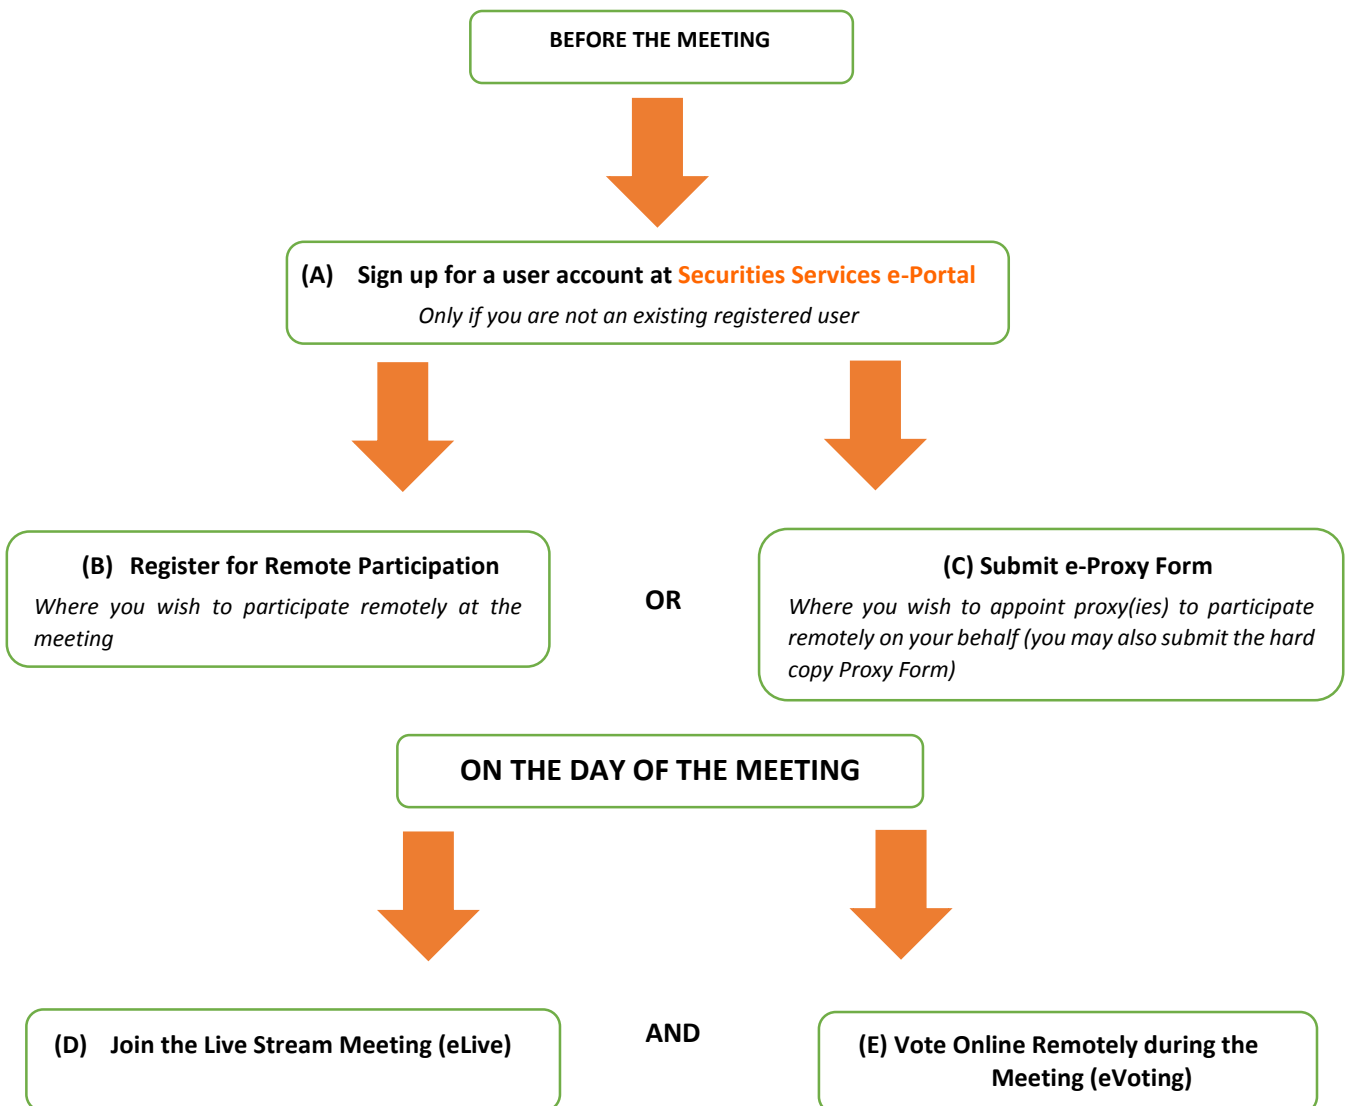 BEFORE THE MEETING
(A) Sign up for a user account at Securities Services e-Portal
Only if you are not an existing registered user
(B) Register for Remote Participation
Where you wish to participate remotely at the
meeting
OR
(C) Submit e-Proxy Form
Where you wish to appoint proxy(ies) to participate
remotely on your behalf (you may also submit the hard
copy Proxy Form)
ON THE DAY OF THE MEETING
(D) Join the Live Stream Meeting (eLive)
AND
(E) Vote Online Remotely during the
Meeting (eVoting)